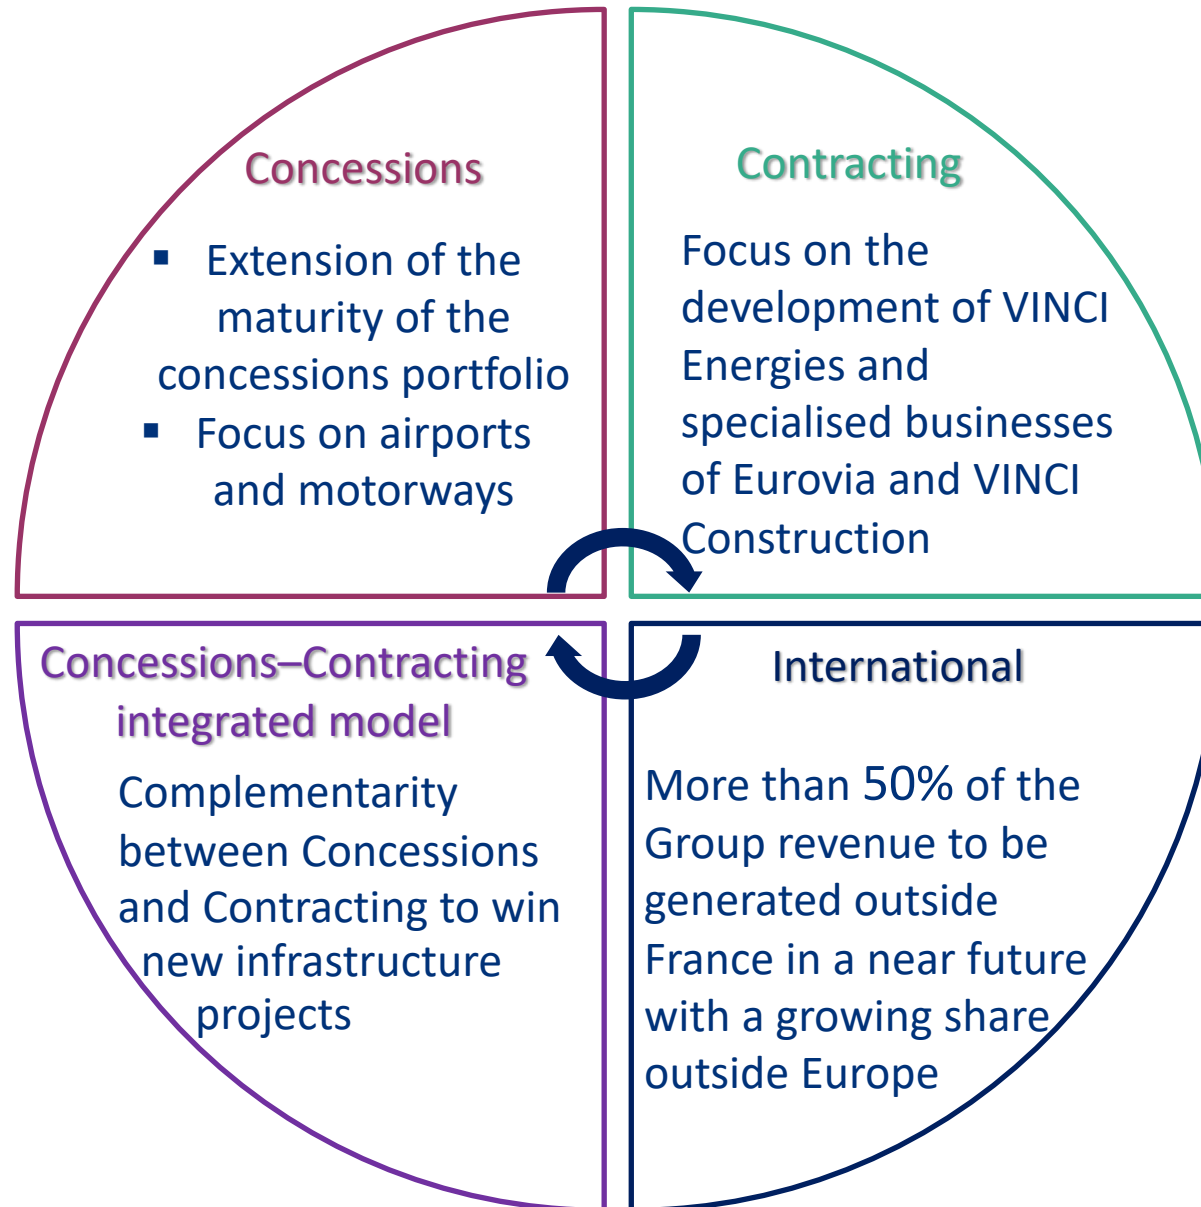 Concessions
▪ Extension of the
maturity of the
concessions portfolio
▪ Focus on airports
and motorways
Contracting
Focus on the
development of VINCI
Energies and
specialised businesses
of Eurovia and VINCI
Construction
Concessions–Contracting
integrated model
Complementarity
between Concessions
and Contracting to win
new infrastructure
projects
International
More than 50% of the
Group revenue to be
generated outside
France in a near future
with a growing share
outside Europe